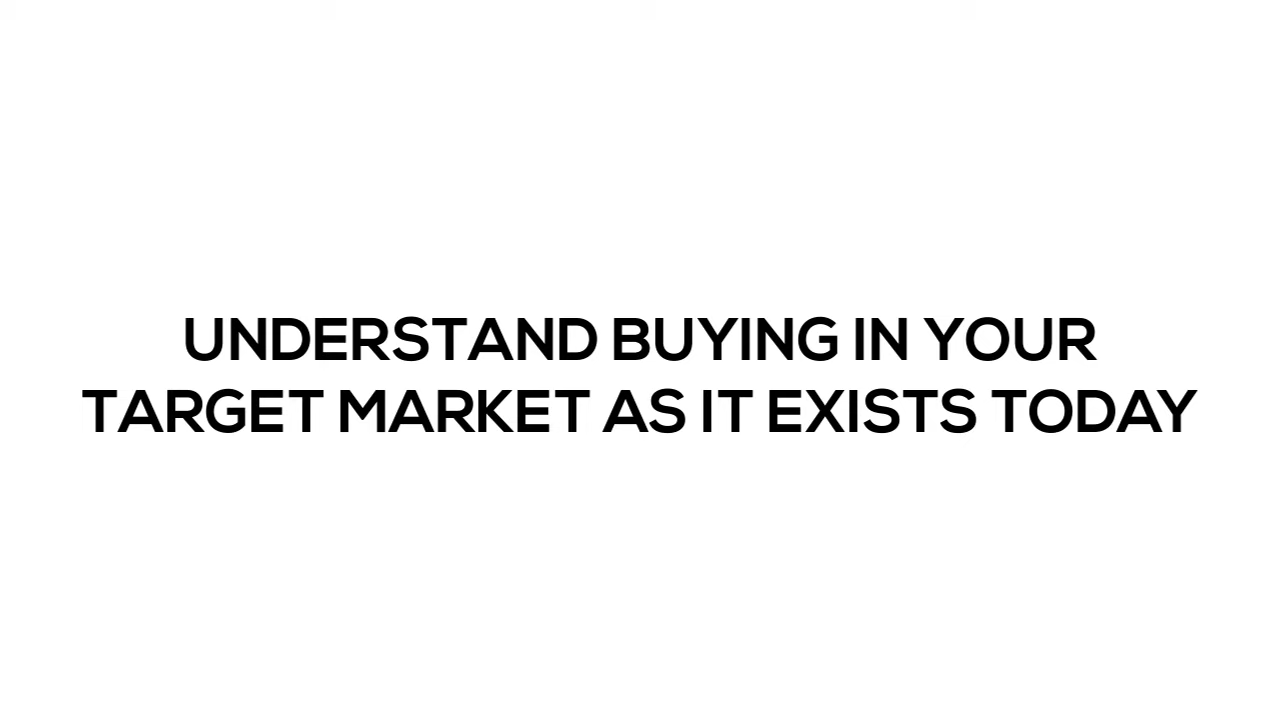 UNDERSTAND BUYING IN YOUR
TARGET MARKET AS IT EXISTS TODAY